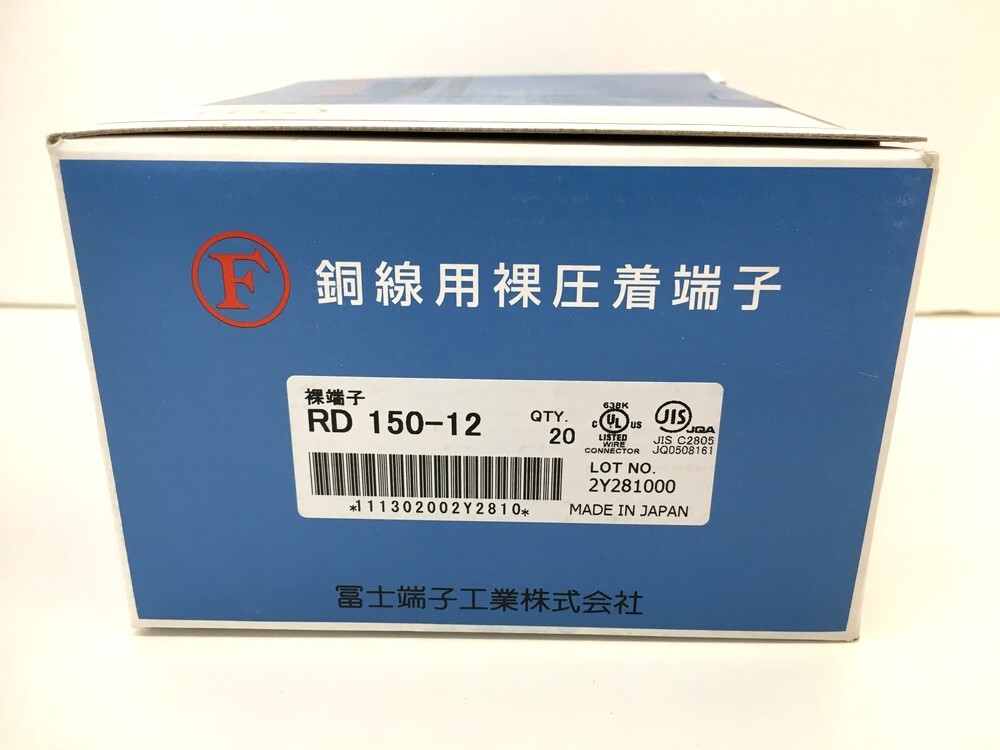 F 銅線用裸圧着端子
裸端子
RD 150-12
QTY.
20
638K
C UL US
LISTED
WIRE
CONNECTOR
JIS
JQA
JIS C2805
JQ0508161
LOT NO.
2Y281000
*111302002Y2810*
MADE IN JAPAN
冨士端子工業株式会社